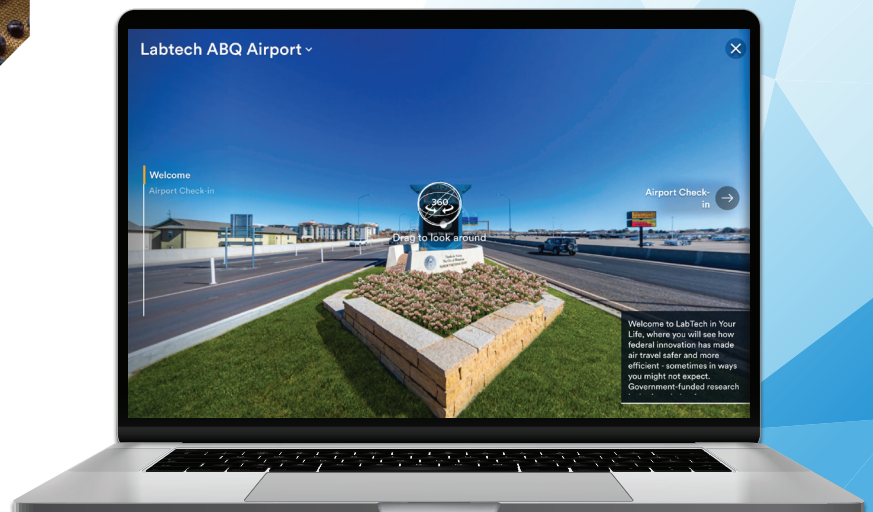 Labtech ABQ Airport
Welcome
Airport Check-in
360
Drag to look around
Airport Check-
in
Welcome to LabTech in Your
Life, where you will see how
federal innovation has made
air travel safer and more
efficient - sometimes in ways
you might not expect.
Government-funded research